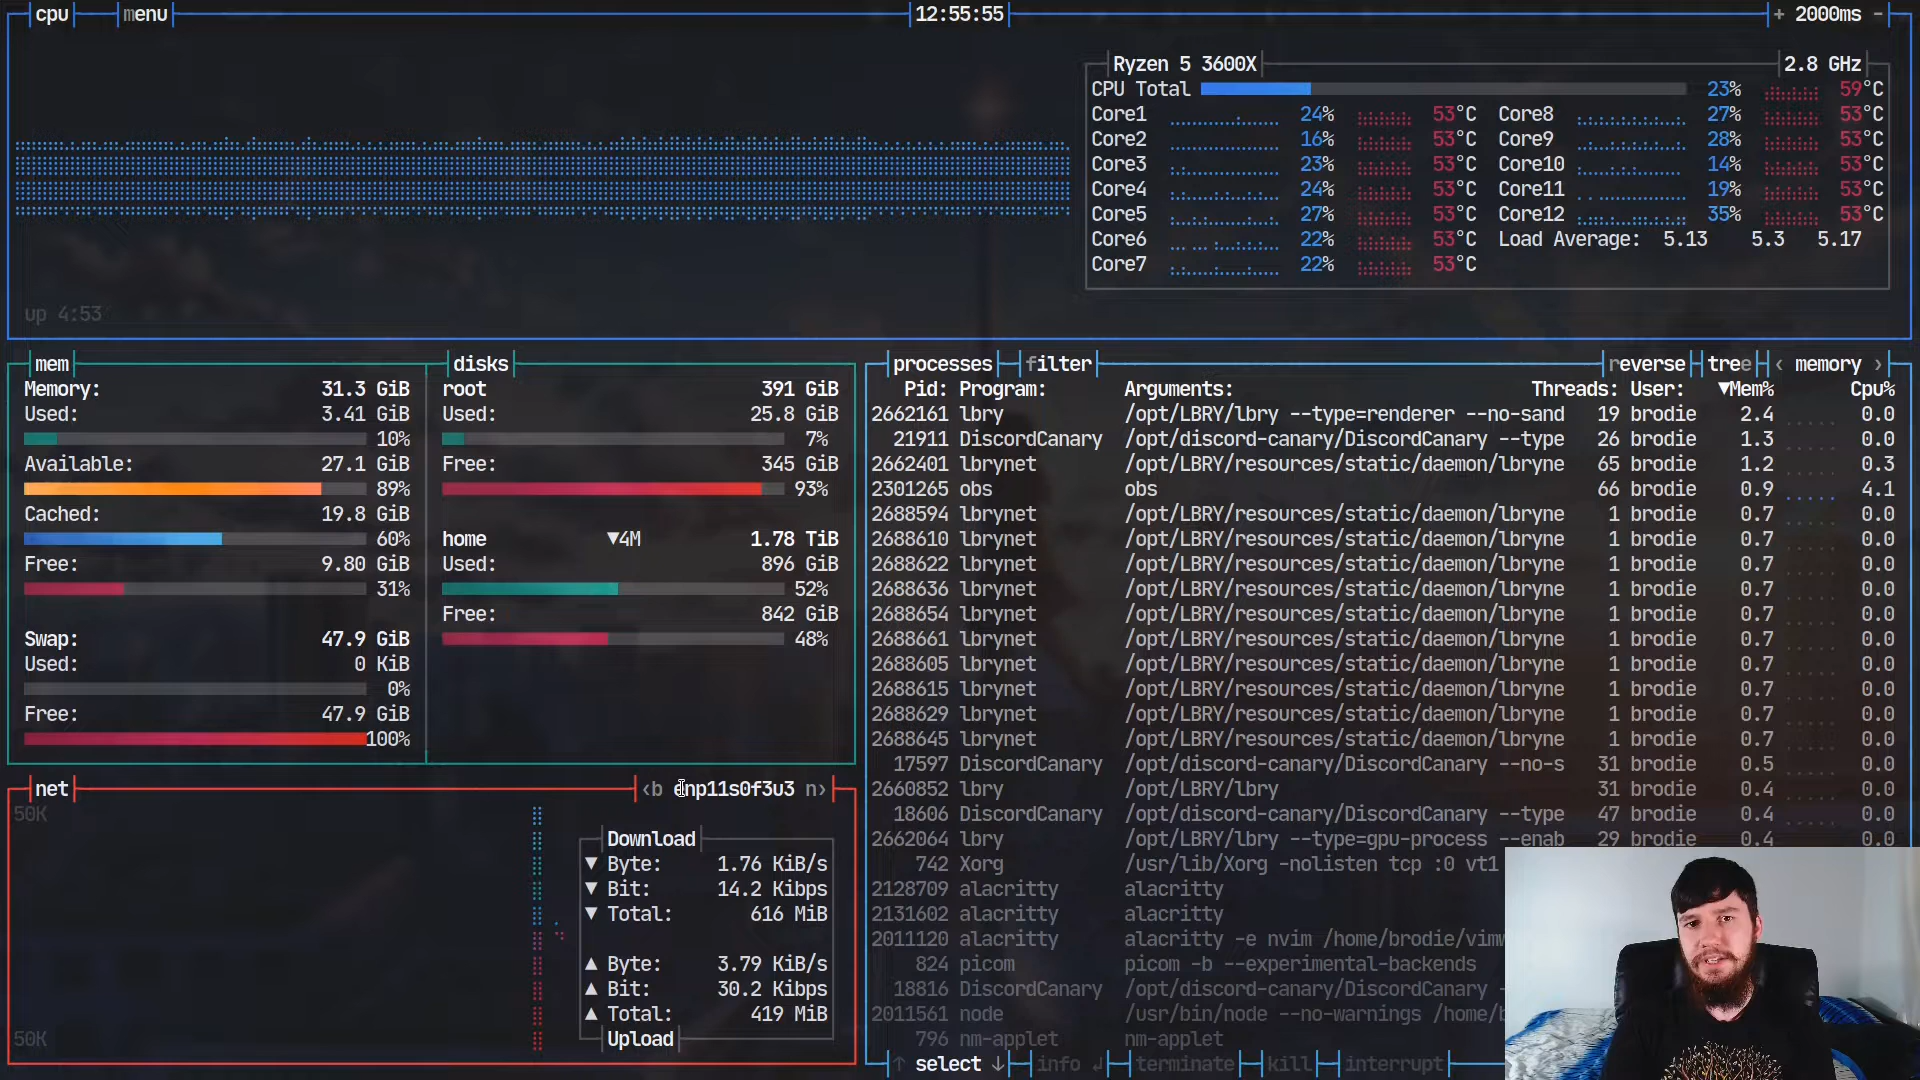 cpu menu 12:55:55 + 2000ms -
Ryzen 5 3600X 2.8 GHz
CPU Total 23% 59°C
Core1 24% 53°C Core8 27% 53°C
Core2 16% 53°C Core9 28% 53°C
Core3 23% 53°C Core10 14% 53°C
Core4 24% 53°C Core11 19% 53°C
Core5 27% 53°C Core12 35% 53°C
Core6 22% 53°C Load Average: 5.13 5.3 5.17
Core7 22% 53°C
up 4:53
mem
Memory: 31.3 GiB
Used: 3.41 GiB
10%
Available: 27.1 GiB
89%
Cached: 19.8 GiB
60%
Free: 9.80 GiB
31%
Swap: 47.9 GiB
Used: 0 KiB
0%
Free: 47.9 GiB
100%
disks
root 391 GiB
Used: 25.8 GiB
7%
Free: 345 GiB
93%
home ▼4M 1.78 TiB
Used: 896 GiB
52%
Free: 842 GiB
48%
net ‹b enp11s0f3u3 n›
50K
Download
▼ Byte: 1.76 KiB/s
▼ Bit: 14.2 Kibps
▼ Total: 616 MiB
▲ Byte: 3.79 KiB/s
▲ Bit: 30.2 Kibps
▲ Total: 419 MiB
Upload
50K
processes filter reverse tree ‹ memory ›
Pid: Program: Arguments: Threads: User: ▼Mem% Cpu%
2662161 lbry /opt/LBRY/lbry --type=renderer --no-sand 19 brodie 2.4 0.0
21911 DiscordCanary /opt/discord-canary/DiscordCanary --type 26 brodie 1.3 0.0
2662401 lbrynet /opt/LBRY/resources/static/daemon/lbryne 65 brodie 1.2 0.3
2301265 obs obs 66 brodie 0.9 4.1
2688594 lbrynet /opt/LBRY/resources/static/daemon/lbryne 1 brodie 0.7 0.0
2688610 lbrynet /opt/LBRY/resources/static/daemon/lbryne 1 brodie 0.7 0.0
2688622 lbrynet /opt/LBRY/resources/static/daemon/lbryne 1 brodie 0.7 0.0
2688636 lbrynet /opt/LBRY/resources/static/daemon/lbryne 1 brodie 0.7 0.0
2688654 lbrynet /opt/LBRY/resources/static/daemon/lbryne 1 brodie 0.7 0.0
2688661 lbrynet /opt/LBRY/resources/static/daemon/lbryne 1 brodie 0.7 0.0
2688605 lbrynet /opt/LBRY/resources/static/daemon/lbryne 1 brodie 0.7 0.0
2688615 lbrynet /opt/LBRY/resources/static/daemon/lbryne 1 brodie 0.7 0.0
2688629 lbrynet /opt/LBRY/resources/static/daemon/lbryne 1 brodie 0.7 0.0
2688645 lbrynet /opt/LBRY/resources/static/daemon/lbryne 1 brodie 0.7 0.0
17597 DiscordCanary /opt/discord-canary/DiscordCanary --no-s 31 brodie 0.5 0.0
2660852 lbry /opt/LBRY/lbry 31 brodie 0.4 0.0
18606 DiscordCanary /opt/discord-canary/DiscordCanary --type 47 brodie 0.4 0.0
2662064 lbry /opt/LBRY/lbry --type=gpu-process --enab 29 brodie 0.4 0.0
742 Xorg /usr/lib/Xorg -nolisten tcp :0 vt1
2128709 alacritty alacritty
2131602 alacritty alacritty
2011120 alacritty alacritty -e nvim /home/brodie/vimw
824 picom picom -b --experimental-backends
18816 DiscordCanary /opt/discord-canary/DiscordCanary -
2011561 node /usr/bin/node --no-warnings /home/b
796 nm-applet nm-applet
↑ select ↓ info ↲ terminate kill interrupt